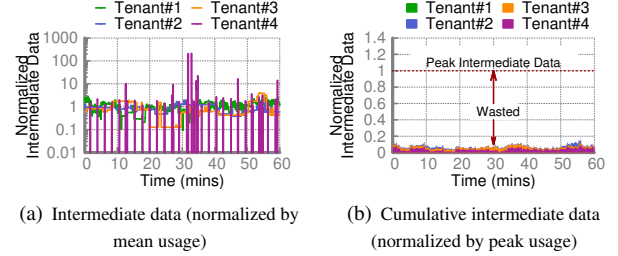 Tenant#1 Tenant#3
Tenant#2 Tenant#4
Normalized
Intermediate Data
1000
100
10
1
0.1
0.01
0 10 20 30 40 50 60
Time (mins)
(a) Intermediate data (normalized by
mean usage)
Tenant#1 Tenant#3
Tenant#2 Tenant#4
Normalized
Intermediate Data
1.4
1.2
1
0.8
0.6
0.4
0.2
0
Peak Intermediate Data
Wasted
0 10 20 30 40 50 60
Time (mins)
(b) Cumulative intermediate data
(normalized by peak usage)